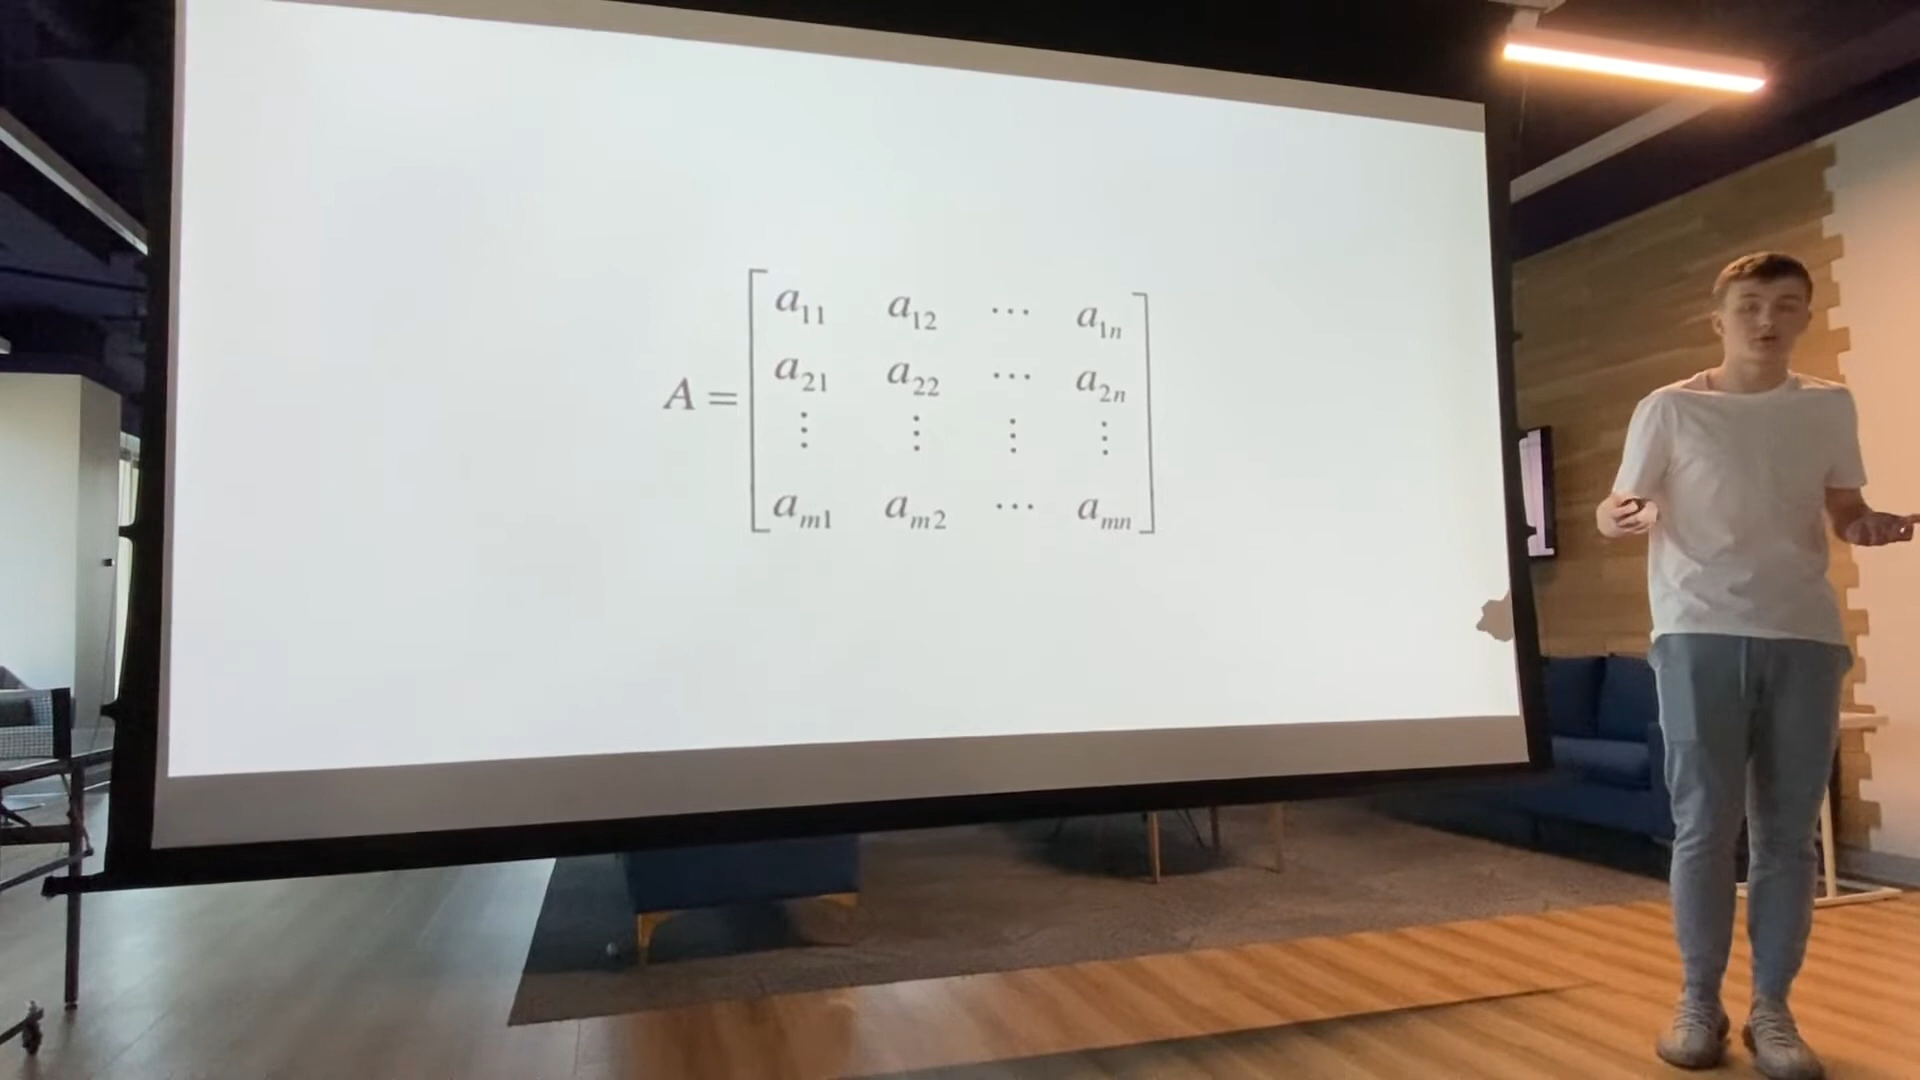 a₁₁ a₁₂ ⋯ a₁ₙ
A = a₂₁ a₂₂ ⋯ a₂ₙ
⋮ ⋮ ⋮ ⋮
aₘ₁ aₘ₂ ⋯ aₘₙ